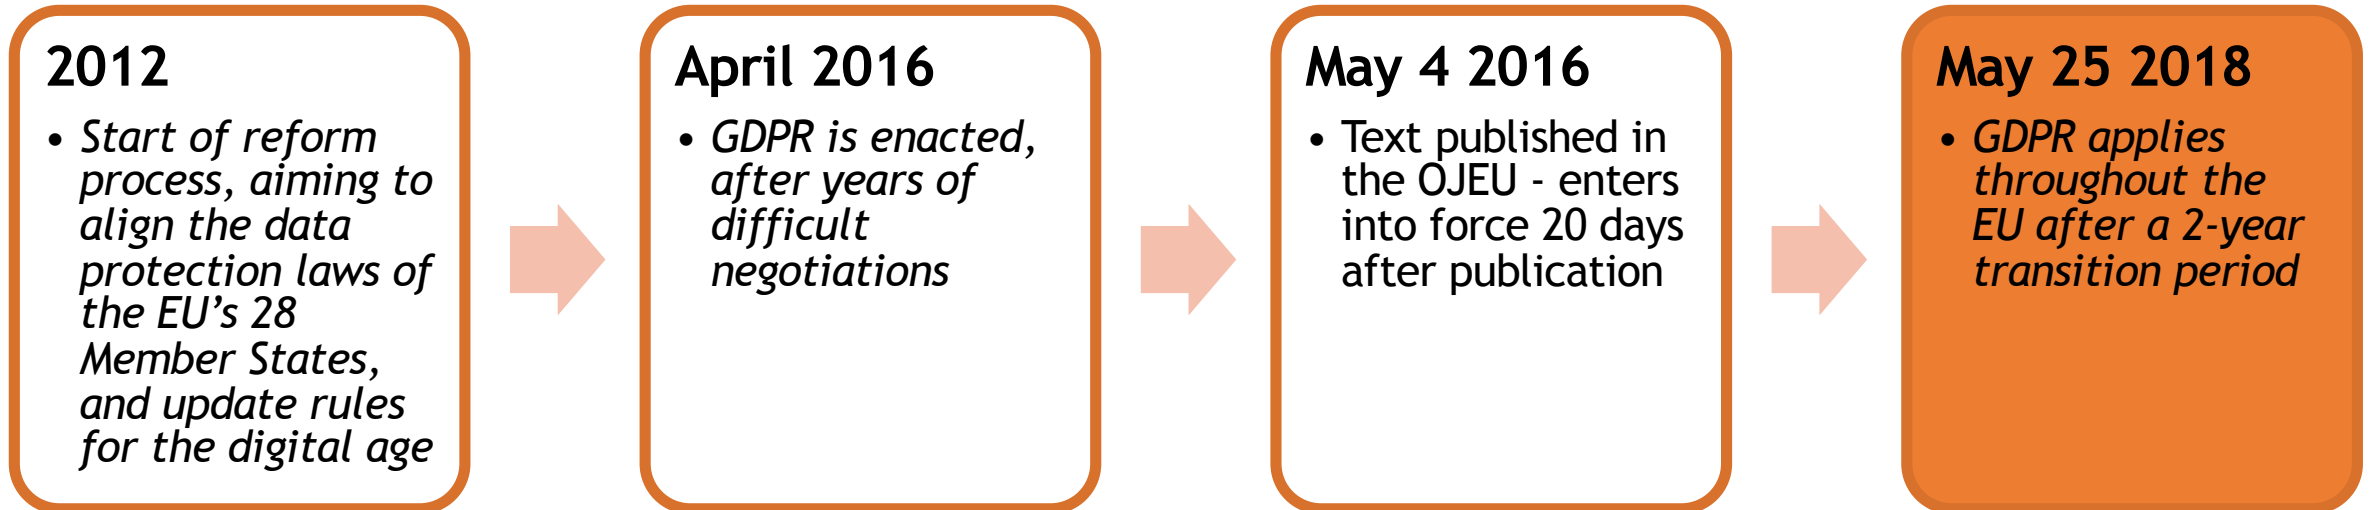 2012
• Start of reform
process, aiming to
align the data
protection laws of
the EU’s 28
Member States,
and update rules
for the digital age
April 2016
• GDPR is enacted,
after years of
difficult
negotiations
May 4 2016
• Text published in
the OJEU - enters
into force 20 days
after publication
May 25 2018
• GDPR applies
throughout the
EU after a 2-year
transition period